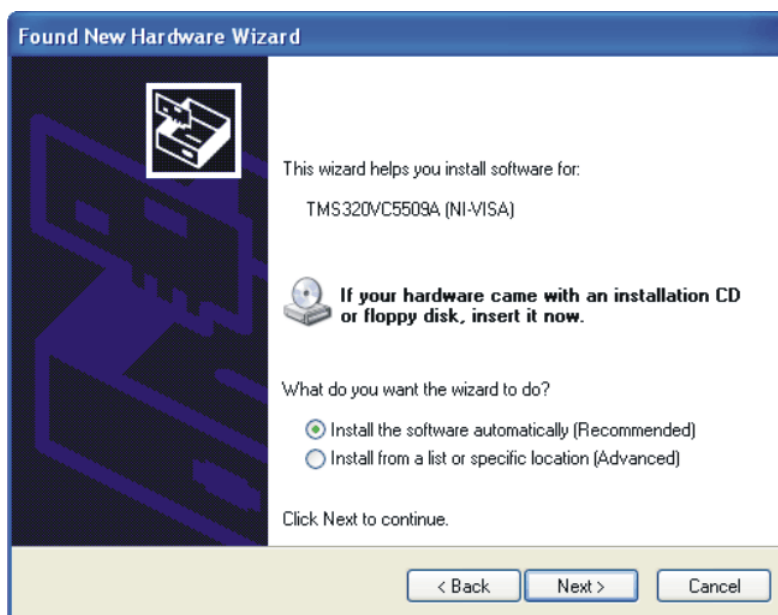 Found New Hardware Wizard
This wizard helps you install software for:
TMS320VC5509A (NI-VISA)
If your hardware came with an installation CD
or floppy disk, insert it now.
What do you want the wizard to do?
Install the software automatically (Recommended)
Install from a list or specific location (Advanced)
Click Next to continue.
< Back
Next >
Cancel